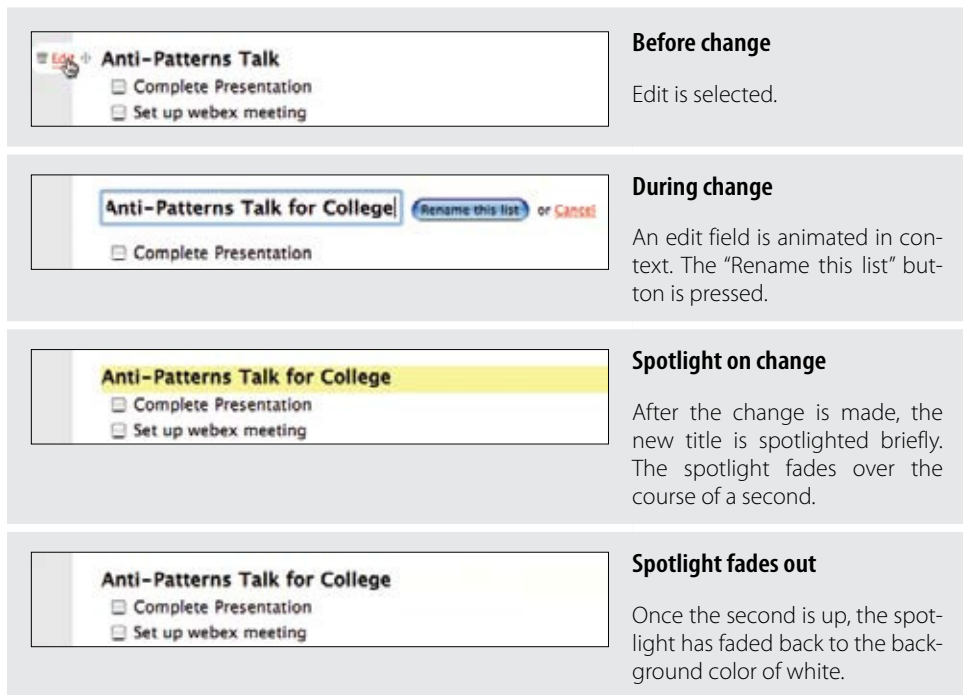 Edit Anti-Patterns Talk
Complete Presentation
Set up webex meeting
Before change
Edit is selected.
Anti-Patterns Talk for College Rename this list or Cancel
Complete Presentation
During change
An edit field is animated in con-
text. The “Rename this list” but-
ton is pressed.
Anti-Patterns Talk for College
Complete Presentation
Set up webex meeting
Spotlight on change
After the change is made, the
new title is spotlighted briefly.
The spotlight fades over the
course of a second.
Anti-Patterns Talk for College
Complete Presentation
Set up webex meeting
Spotlight fades out
Once the second is up, the spot-
light has faded back to the back-
ground color of white.